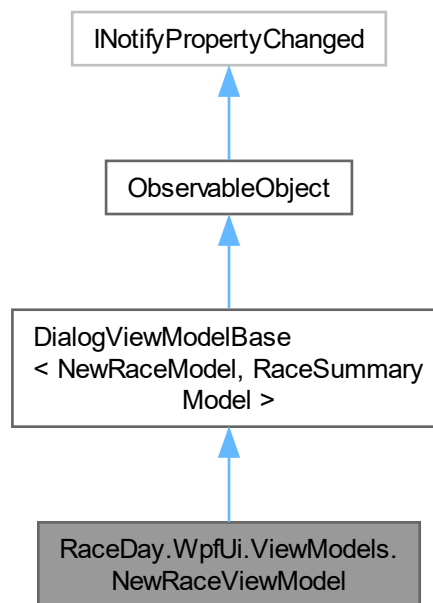 INotifyPropertyChanged
ObservableObject
DialogViewModelBase
< NewRaceModel, RaceSummary
Model >
RaceDay.WpfUi.ViewModels.
NewRaceViewModel